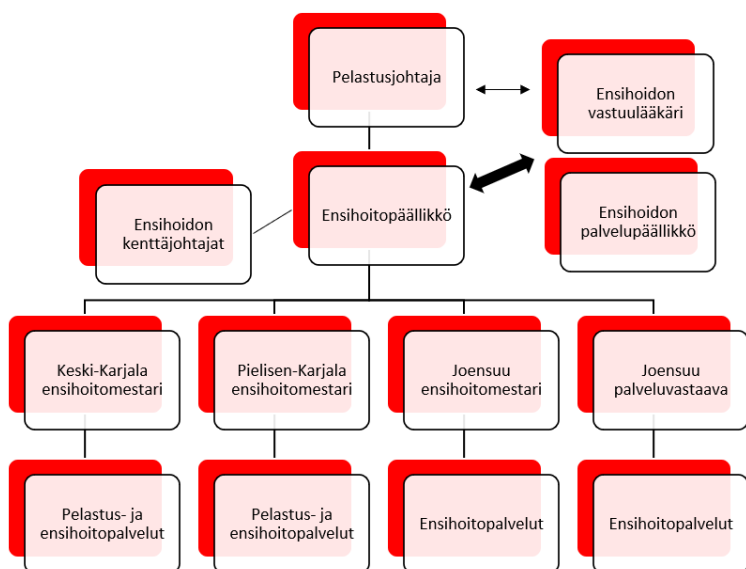 Pelastusjohtaja
Ensihoidon
vastuulääkäri
Ensihoitopäällikkö
Ensihoidon
palvelupäällikkö
Ensihoidon
kenttäjohtajat
Keski-Karjala
ensihoitomestari
Pielisen-Karjala
ensihoitomestari
Joensuu
ensihoitomestari
Joensuu
palveluvastaava
Pelastus- ja
ensihoitopalvelut
Pelastus- ja
ensihoitopalvelut
Ensihoitopalvelut
Ensihoitopalvelut